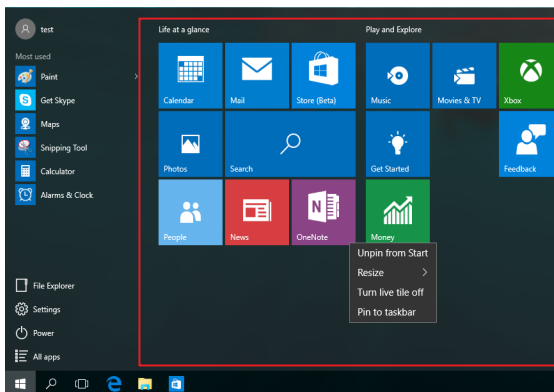 test
Most used
Paint
Get Skype
Maps
Snipping Tool
Calculator
Alarms & Clock
File Explorer
Settings
Power
All apps
Life at a glance
Play and Explore
Calendar
Mail
Store (Beta)
Music
Movies & TV
Xbox
Photos
Search
Get Started
Feedback
People
News
OneNote
Money
Unpin from Start
Resize
Turn live tile off
Pin to taskbar